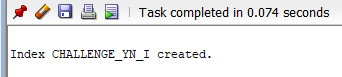 Task completed in 0.074 seconds
Index CHALLENGE_YN_I created.